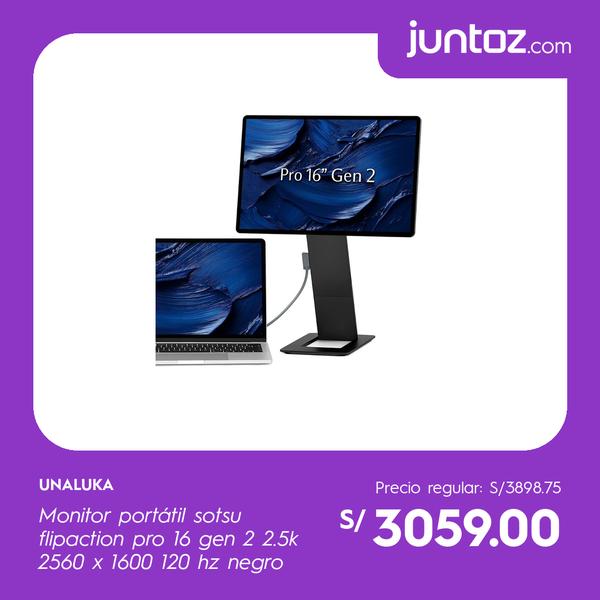 juntoz.com
Pro 16” Gen 2
UNALUKA
Monitor portátil sotsu
flipaction pro 16 gen 2 2.5k
2560 x 1600 120 hz negro
Precio regular: S/3898.75
S/ 3059.00